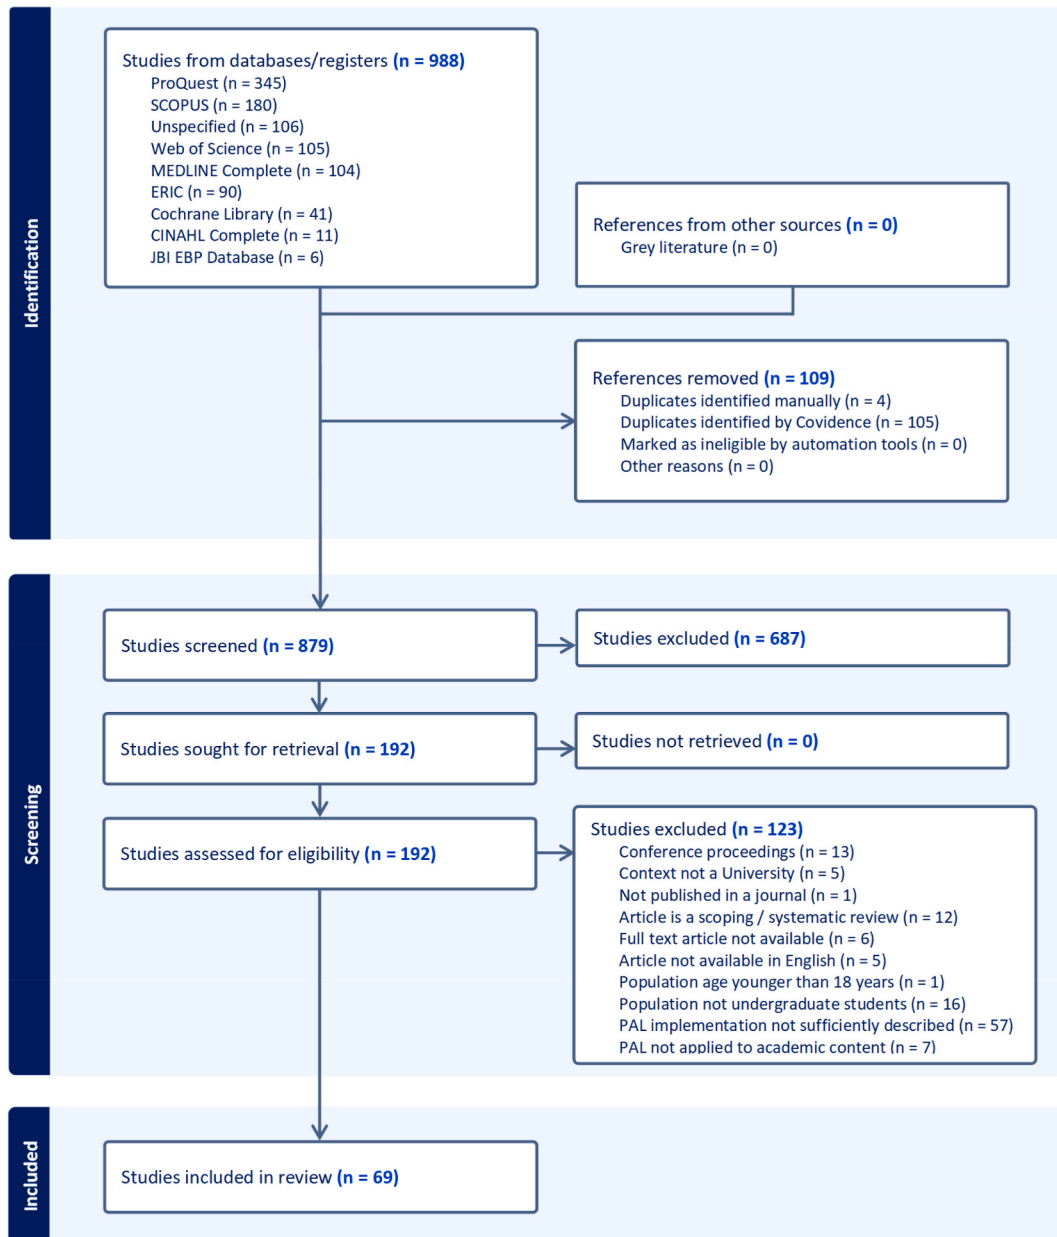 Identification
Studies from databases/registers (n = 988)
ProQuest (n = 345)
SCOPUS (n = 180)
Unspecified (n = 106)
Web of Science (n = 105)
MEDLINE Complete (n = 104)
ERIC (n = 90)
Cochrane Library (n = 41)
CINAHL Complete (n = 11)
JBI EBP Database (n = 6)
References from other sources (n = 0)
Grey literature (n = 0)
References removed (n = 109)
Duplicates identified manually (n = 4)
Duplicates identified by Covidence (n = 105)
Marked as ineligible by automation tools (n = 0)
Other reasons (n = 0)
Screening
Studies screened (n = 879)
Studies excluded (n = 687)
Studies sought for retrieval (n = 192)
Studies not retrieved (n = 0)
Studies assessed for eligibility (n = 192)
Studies excluded (n = 123)
Conference proceedings (n = 13)
Context not a University (n = 5)
Not published in a journal (n = 1)
Article is a scoping / systematic review (n = 12)
Full text article not available (n = 6)
Article not available in English (n = 5)
Population age younger than 18 years (n = 1)
Population not undergraduate students (n = 16)
PAL implementation not sufficiently described (n = 57)
PAL not applied to academic content (n = 7)
Included
Studies included in review (n = 69)